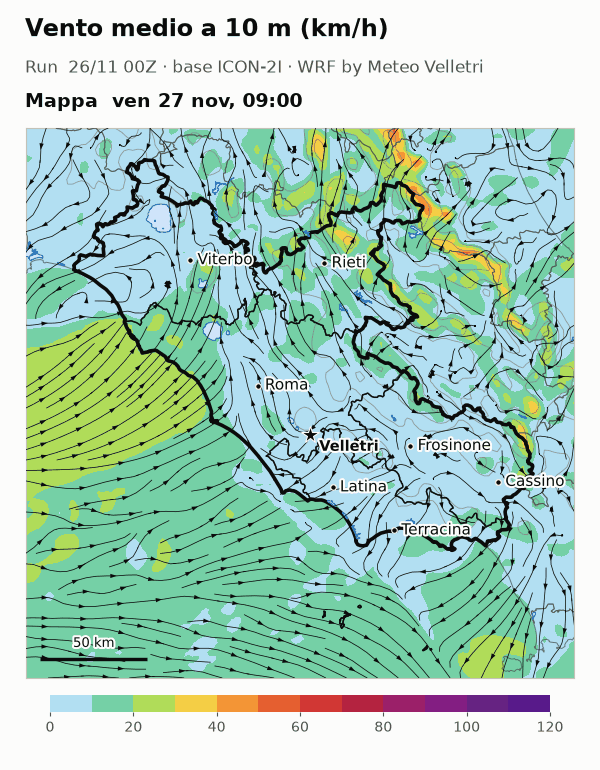 Vento medio a 10 m (km/h)
Run 26/11 00Z · base ICON-2I · WRF by Meteo Velletri
Mappa ven 27 nov, 09:00
Viterbo
Rieti
Roma
Velletri
Frosinone
Cassino
Latina
Terracina
50 km
0 20 40 60 80 100 120